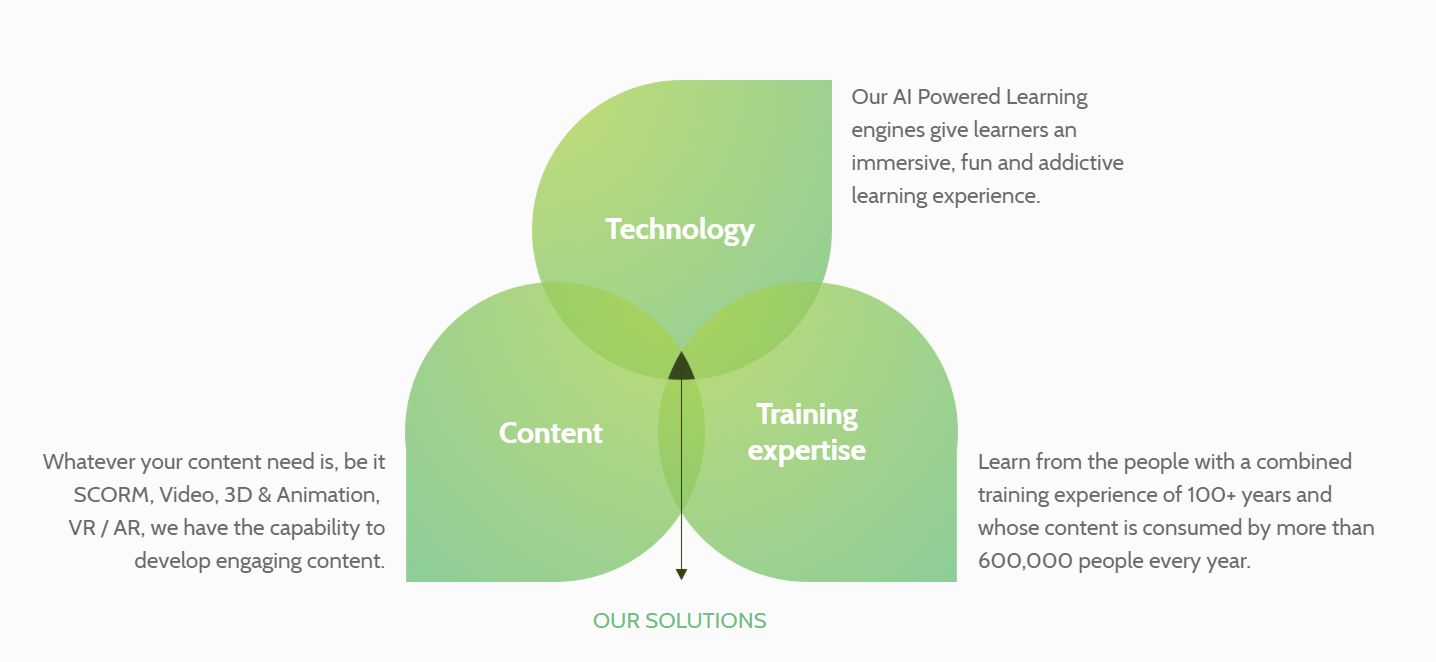 Our AI Powered Learning
engines give learners an
immersive, fun and addictive
learning experience.
Technology
Content
Training
expertise
Whatever your content need is, be it
SCORM, Video, 3D & Animation,
VR / AR, we have the capability to
develop engaging content.
Learn from the people with a combined
training experience of 100+ years and
whose content is consumed by more than
600,000 people every year.
OUR SOLUTIONS